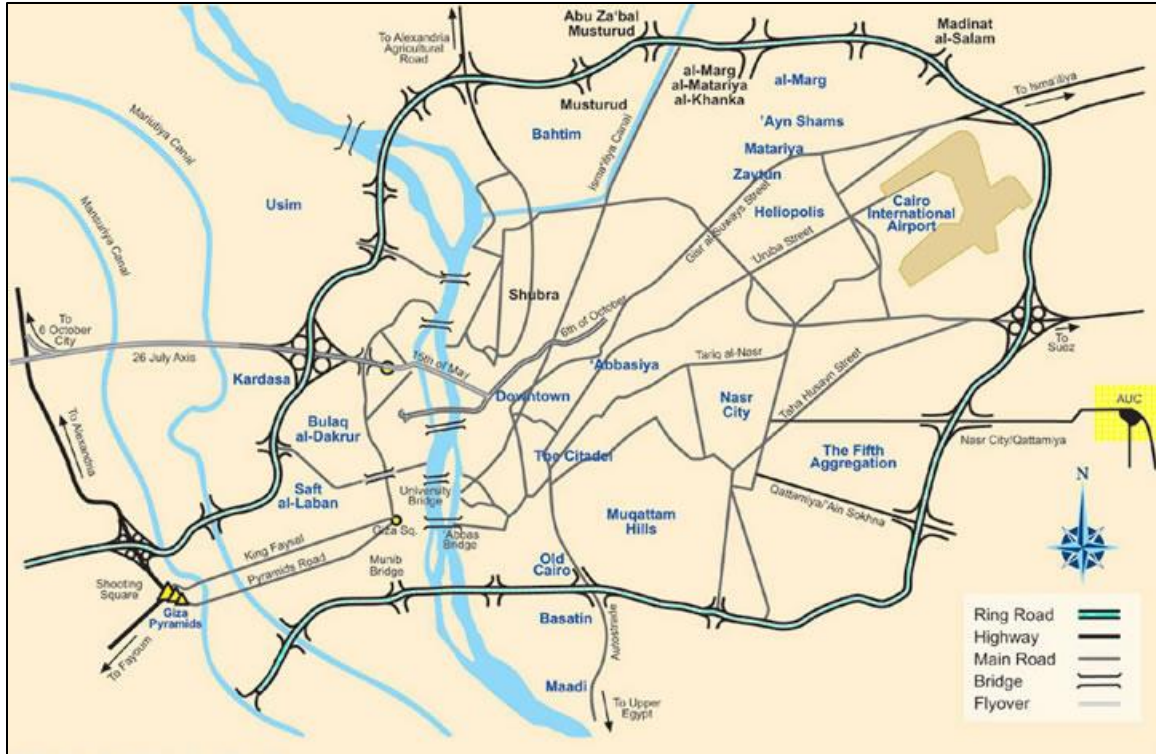 Abu Za'bal
Musturud
Madinat
al-Salam
To Alexandria
Agricultural
Road
al-Marg
al-Matariya
al-Khanka
al-Marg
To Isma'iliya
Musturud
Mariutiya Canal
Bahtim
Isma'iliya Canal
'Ayn Shams
Matariya
Zaytun
Usim
Heliopolis
Cairo
International
Airport
Mansuriya Canal
Gisr al-Suways Street
'Uruba Street
Shubra
To
6 October
City
6th of October
To
Suez
26 July Axis
15th of May
'Abbasiya
Tariq al-Nasr
Taha Husayn Street
Kardasa
Downtown
Nasr
City
AUC
To Alexandria
Bulaq
al-Dakrur
Nasr City/Qattamiya
The Citadel
The Fifth
Aggregation
Saft
al-Laban
University
Bridge
Qattamiya/'Ain Sokhna
N
Muqattam
Hills
Giza Sq.
'Abbas
Bridge
King Faysal
Pyramids Road
Munib
Bridge
Old
Cairo
Shooting
Square
Giza
Pyramids
Basatin
Autostrade
To Fayoum
Maadi
To Upper
Egypt
Ring Road
Highway
Main Road
Bridge
Flyover